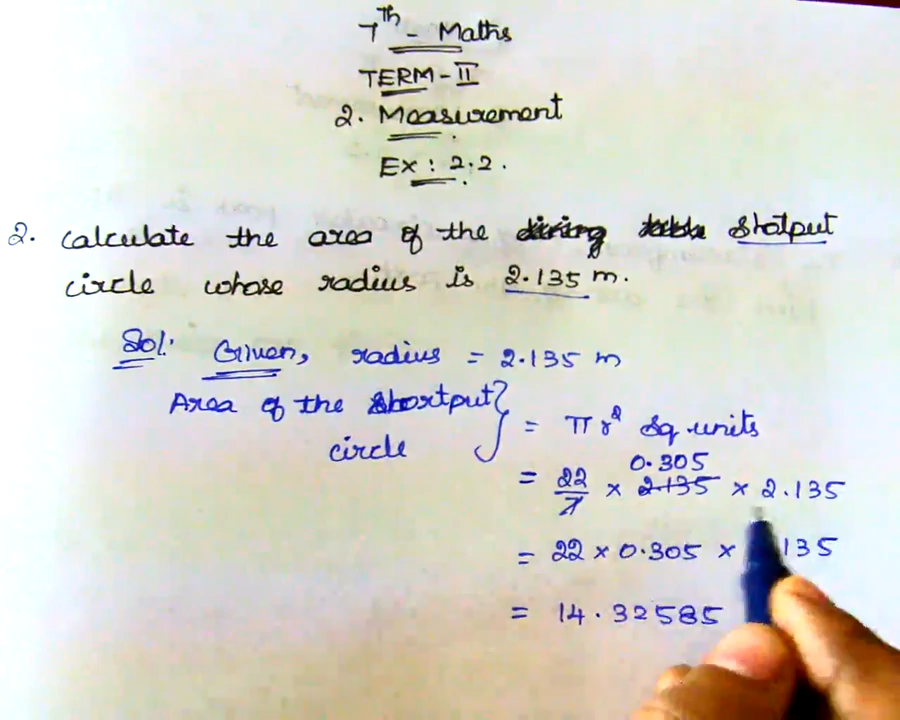 7th - Maths
TERM - II
2. Measurement
Ex : 2.2.
2. Calculate the area of the Shotput
circle whose radius is 2.135 m.
Sol: Given, radius = 2.135 m
Area of the Shortput
circle } = πr² Sq.units
0.305
= 22/7 × 2.135 × 2.135
= 22 × 0.305 × 135
= 14.32585